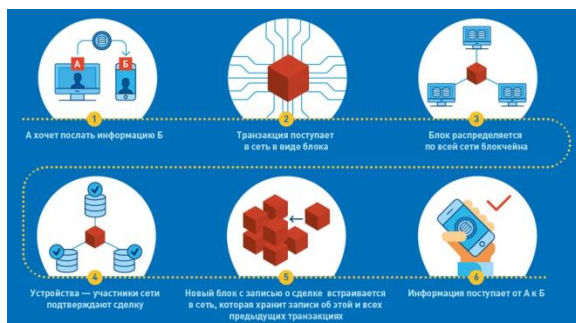 А
Б
1
А хочет послать информацию Б
2
Транзакция поступает
в сеть в виде блока
3
Блок распределяется
по всей сети блокчейна
4
Устройства — участники сети
подтверждают сделку
5
Новый блок с записью о сделке встраивается
в сеть, которая хранит записи об этой и всех
предыдущих транзакциях
6
Информация поступает от А к Б